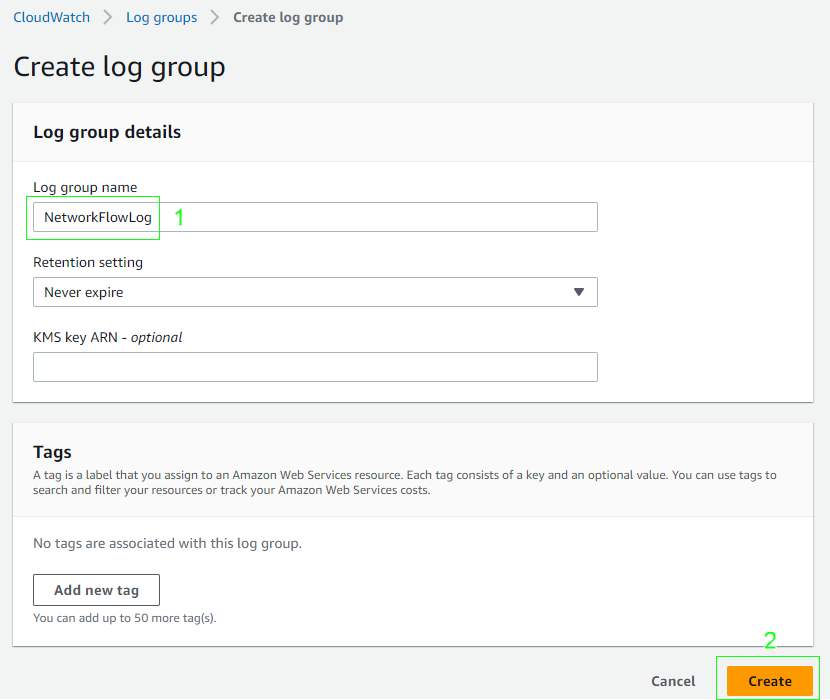 CloudWatch > Log groups > Create log group
Create log group
Log group details
Log group name
NetworkFlowLog 1
Retention setting
Never expire
KMS key ARN - optional
Tags
A tag is a label that you assign to an Amazon Web Services resource. Each tag consists of a key and an optional value. You can use tags to
search and filter your resources or track your Amazon Web Services costs.
No tags are associated with this log group.
Add new tag
You can add up to 50 more tag(s).
2
Cancel Create